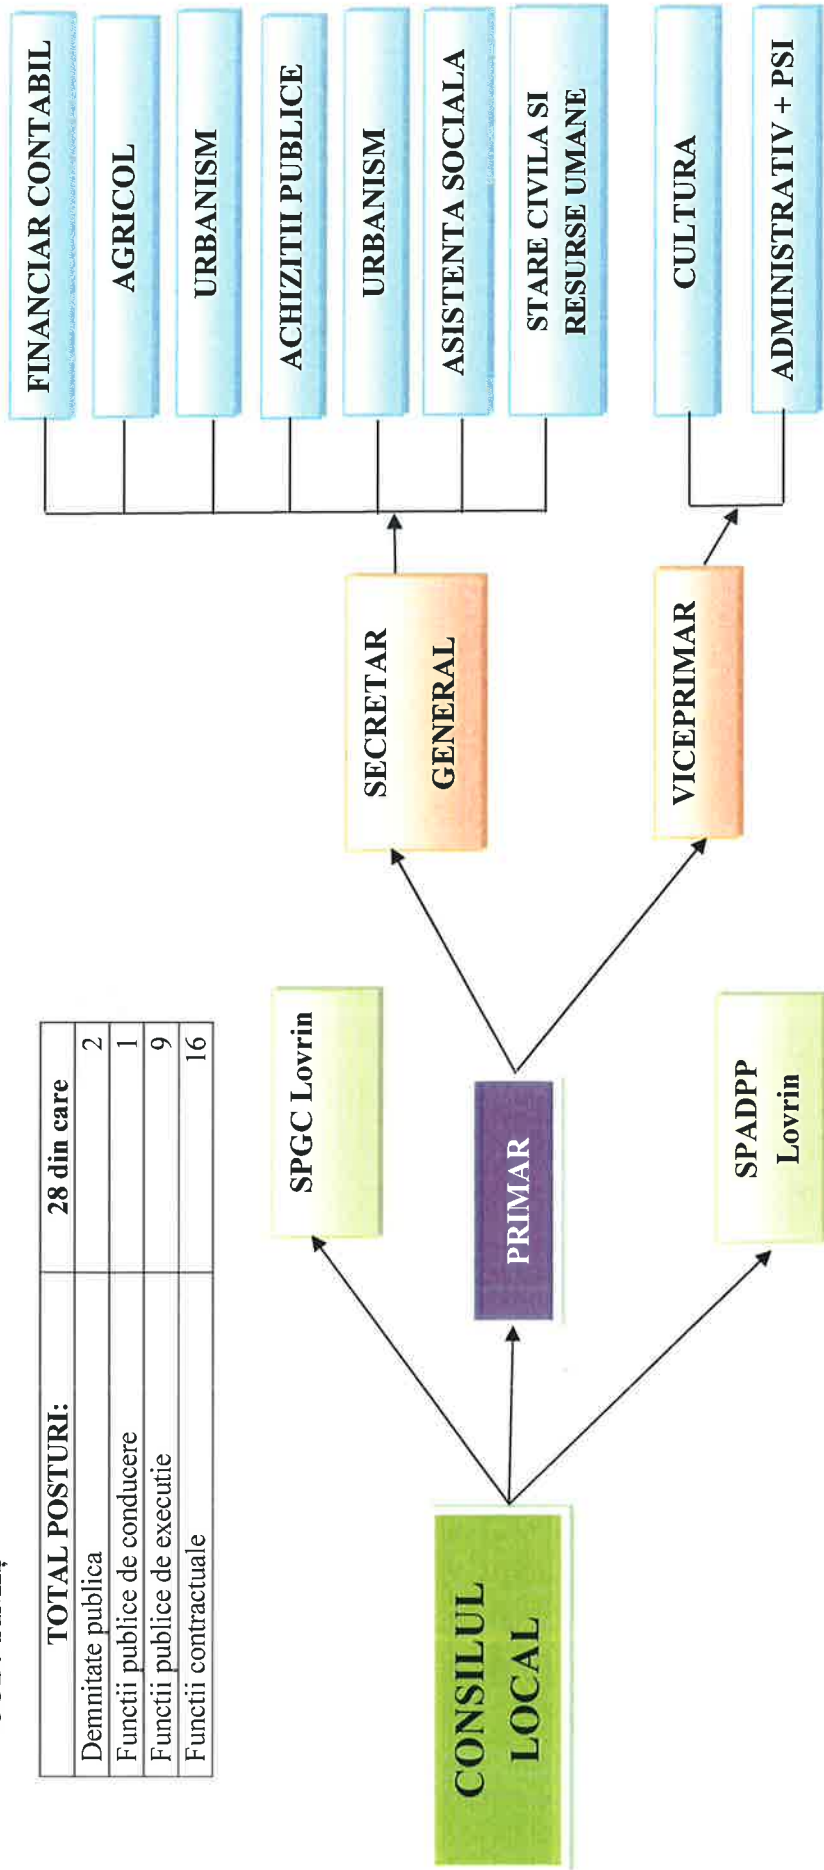 TOTAL POSTURI: 28 din care
Demnitate publica 2
Functii publice de conducere 1
Functii publice de executie 9
Functii contractuale 16
CONSILUL
LOCAL
SPGC Lovrin
PRIMAR
SPADPP
Lovrin
SECRETAR
GENERAL
VICEPRIMAR
FINANCIAR CONTABIL
AGRICOL
URBANISM
ACHIZITII PUBLICE
URBANISM
ASISTENTA SOCIALA
STARE CIVILA SI
RESURSE UMANE
CULTURA
ADMINISTRATIV + PSI